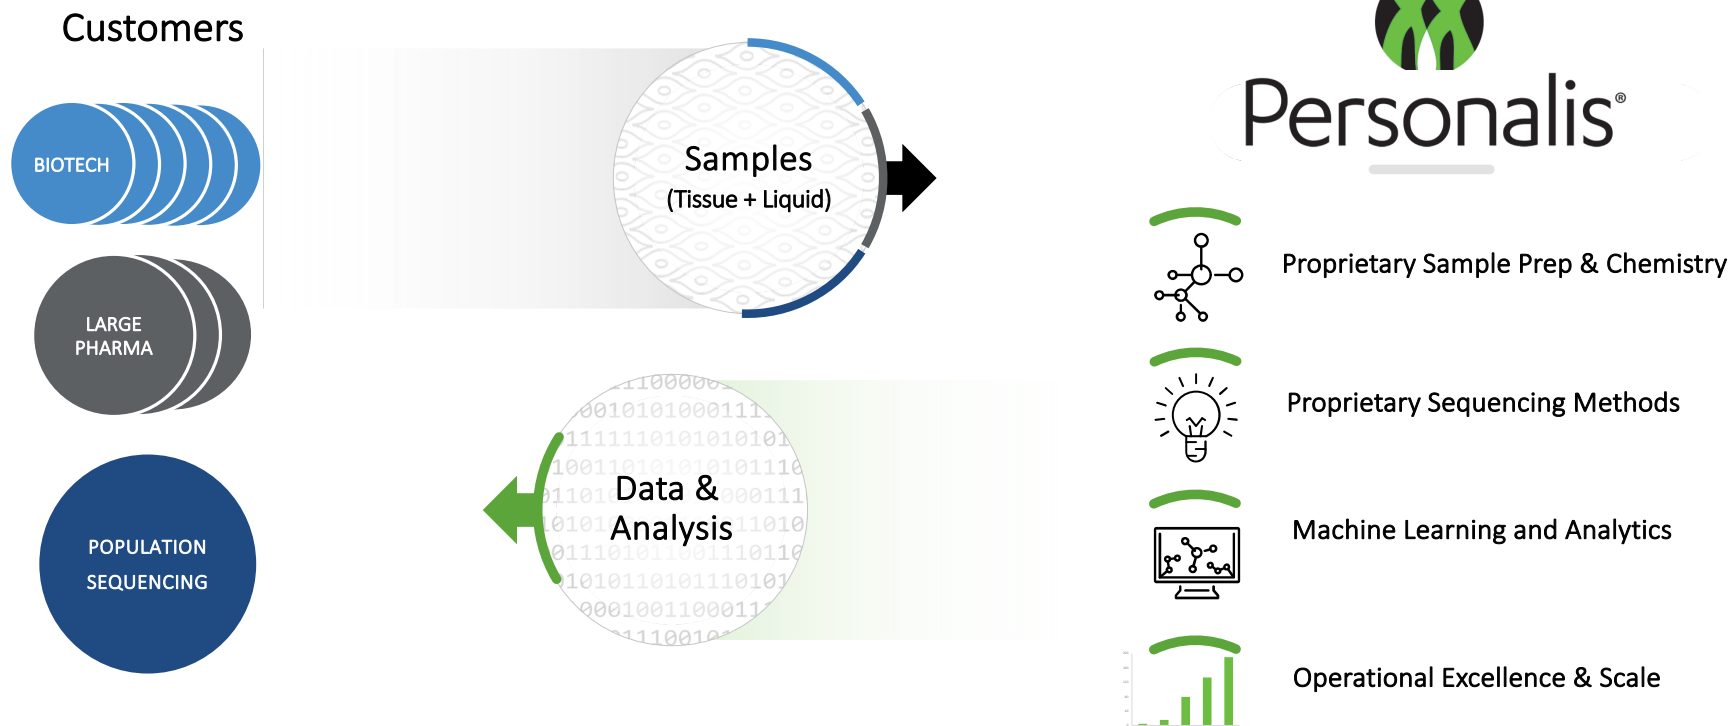 Customers
BIOTECH
LARGE
PHARMA
POPULATION
SEQUENCING
Samples
(Tissue + Liquid)
Data &
Analysis
Personalis®
Proprietary Sample Prep & Chemistry
Proprietary Sequencing Methods
Machine Learning and Analytics
Operational Excellence & Scale